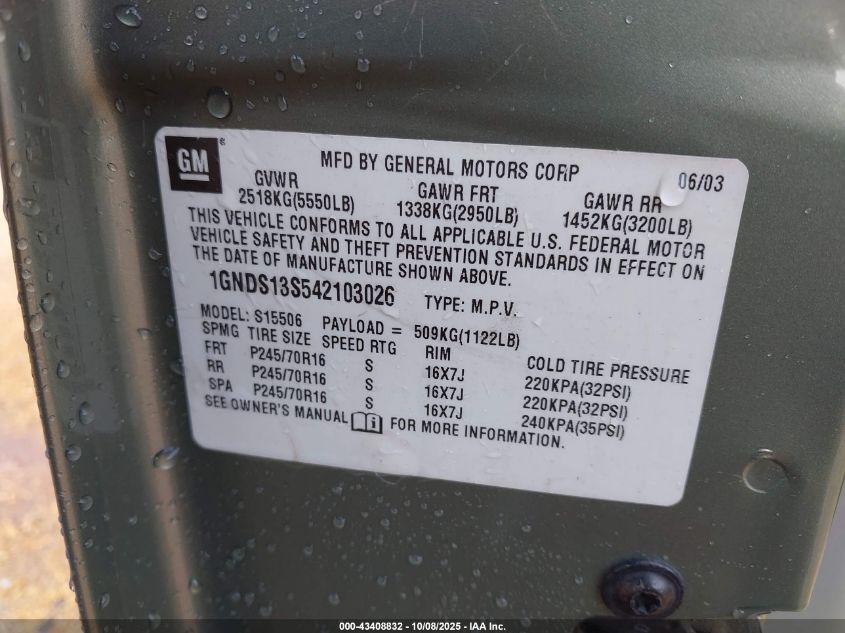 GM®
MFD BY GENERAL MOTORS CORP 06/03
GVWR GAWR FRT GAWR RR
2518KG(5550LB) 1338KG(2950LB) 1452KG(3200LB)
THIS VEHICLE CONFORMS TO ALL APPLICABLE U.S. FEDERAL MOTOR
VEHICLE SAFETY AND THEFT PREVENTION STANDARDS IN EFFECT ON
THE DATE OF MANUFACTURE SHOWN ABOVE.
1GNDS13S542103026 TYPE: M.P.V.
MODEL: S15506 PAYLOAD = 509KG(1122LB)
SPMG TIRE SIZE SPEED RTG RIM COLD TIRE PRESSURE
FRT P245/70R16 S 16X7J 220KPA(32PSI)
RR P245/70R16 S 16X7J 220KPA(32PSI)
SPA P245/70R16 S 16X7J 240KPA(35PSI)
SEE OWNER'S MANUAL FOR MORE INFORMATION.
000-43408832 - 10/08/2025 - IAA Inc.